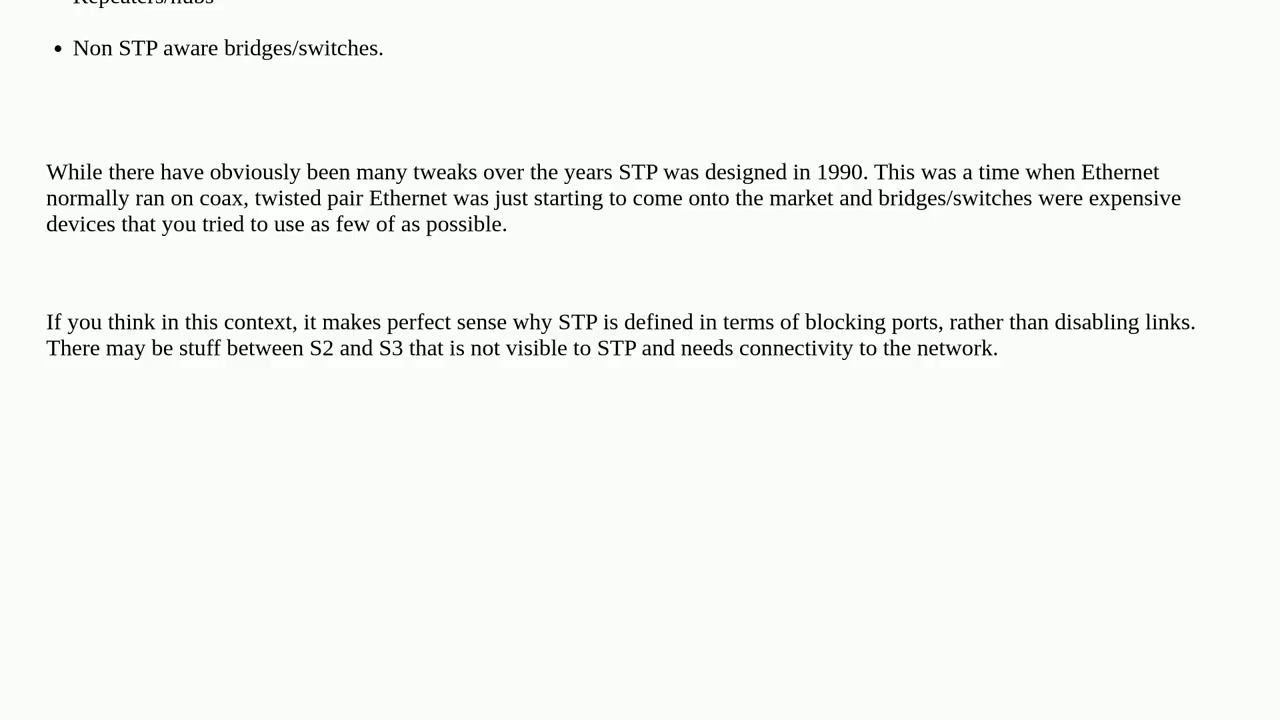 Repeaters/hubs
Non STP aware bridges/switches.
While there have obviously been many tweaks over the years STP was designed in 1990. This was a time when Ethernet
normally ran on coax, twisted pair Ethernet was just starting to come onto the market and bridges/switches were expensive
devices that you tried to use as few of as possible.
If you think in this context, it makes perfect sense why STP is defined in terms of blocking ports, rather than disabling links.
There may be stuff between S2 and S3 that is not visible to STP and needs connectivity to the network.